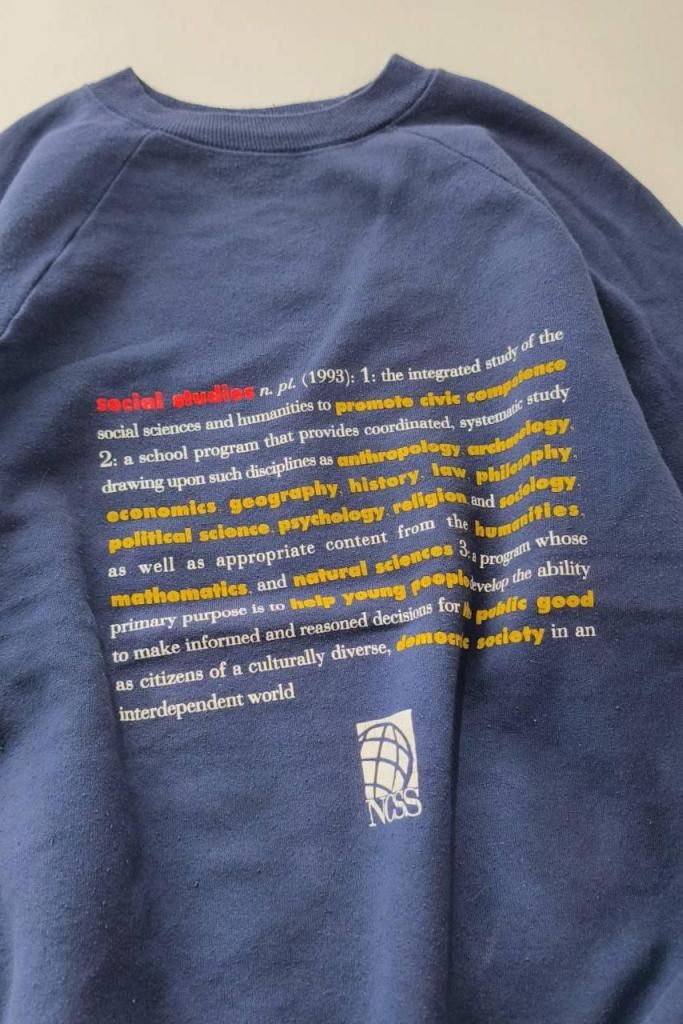 social studies n. pl. (1993): 1: the integrated study of the
social sciences and humanities to promote civic competence
2: a school program that provides coordinated, systematic study
drawing upon such disciplines as anthropology, archaeology,
economics, geography, history, law, philosophy,
political science, psychology, religion, and sociology,
as well as appropriate content from the humanities,
mathematics, and natural sciences 3: a program whose
primary purpose is to help young people develop the ability
to make informed and reasoned decisions for public good
as citizens of a culturally diverse, democratic society in an
interdependent world
NCSS